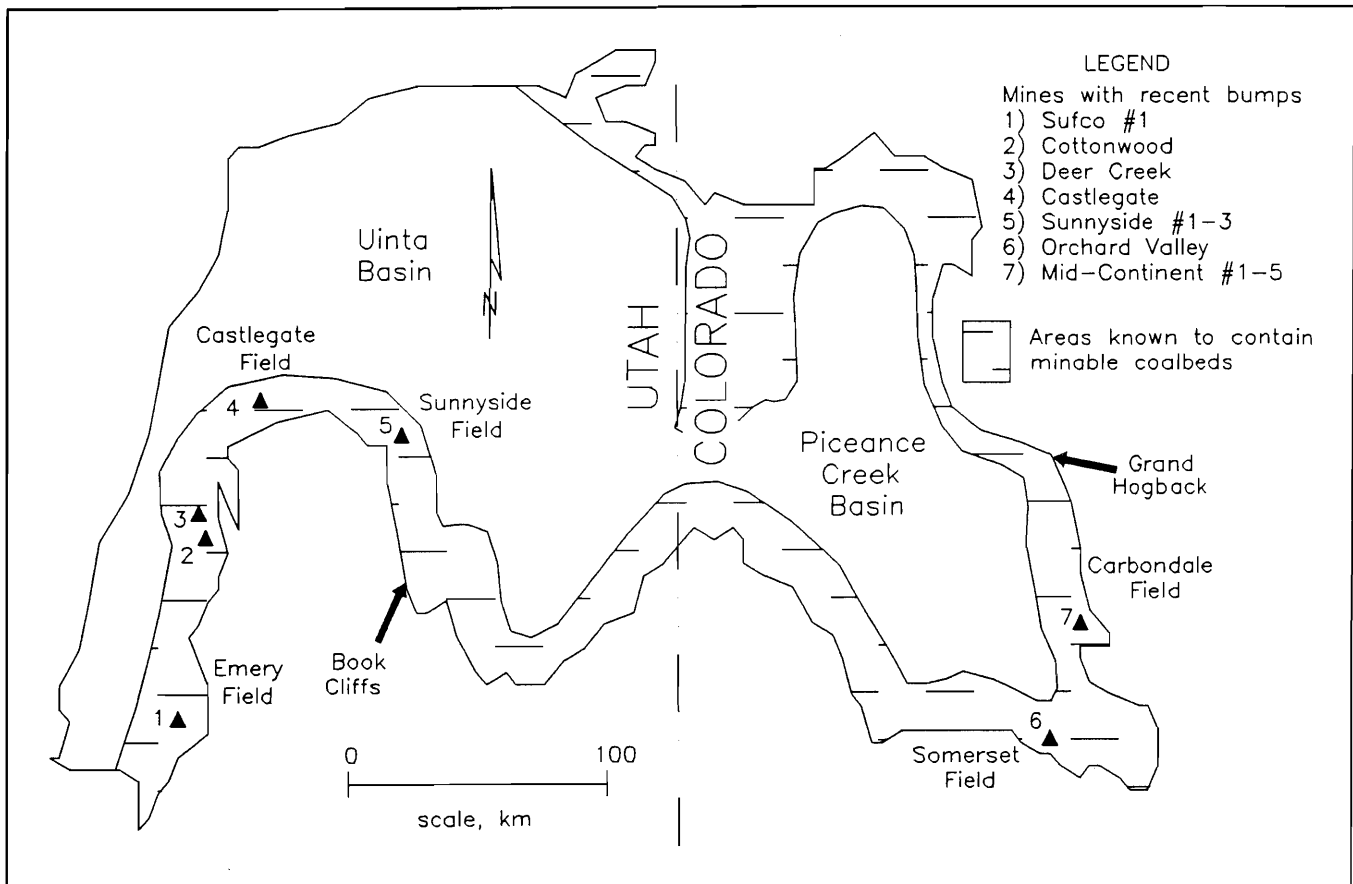 LEGEND
Mines with recent bumps
1) Sufco #1
2) Cottonwood
3) Deer Creek
4) Castlegate
5) Sunnyside #1-3
6) Orchard Valley
7) Mid-Continent #1-5
Areas known to contain
minable coalbeds
Uinta
Basin
N
UTAH
COLORADO
Castlegate
Field
4
Sunnyside
Field
5
Piceance
Creek
Basin
Grand
Hogback
3
2
Carbondale
Field
7
Book
Cliffs
Emery
Field
1
6
Somerset
Field
0
100
scale, km